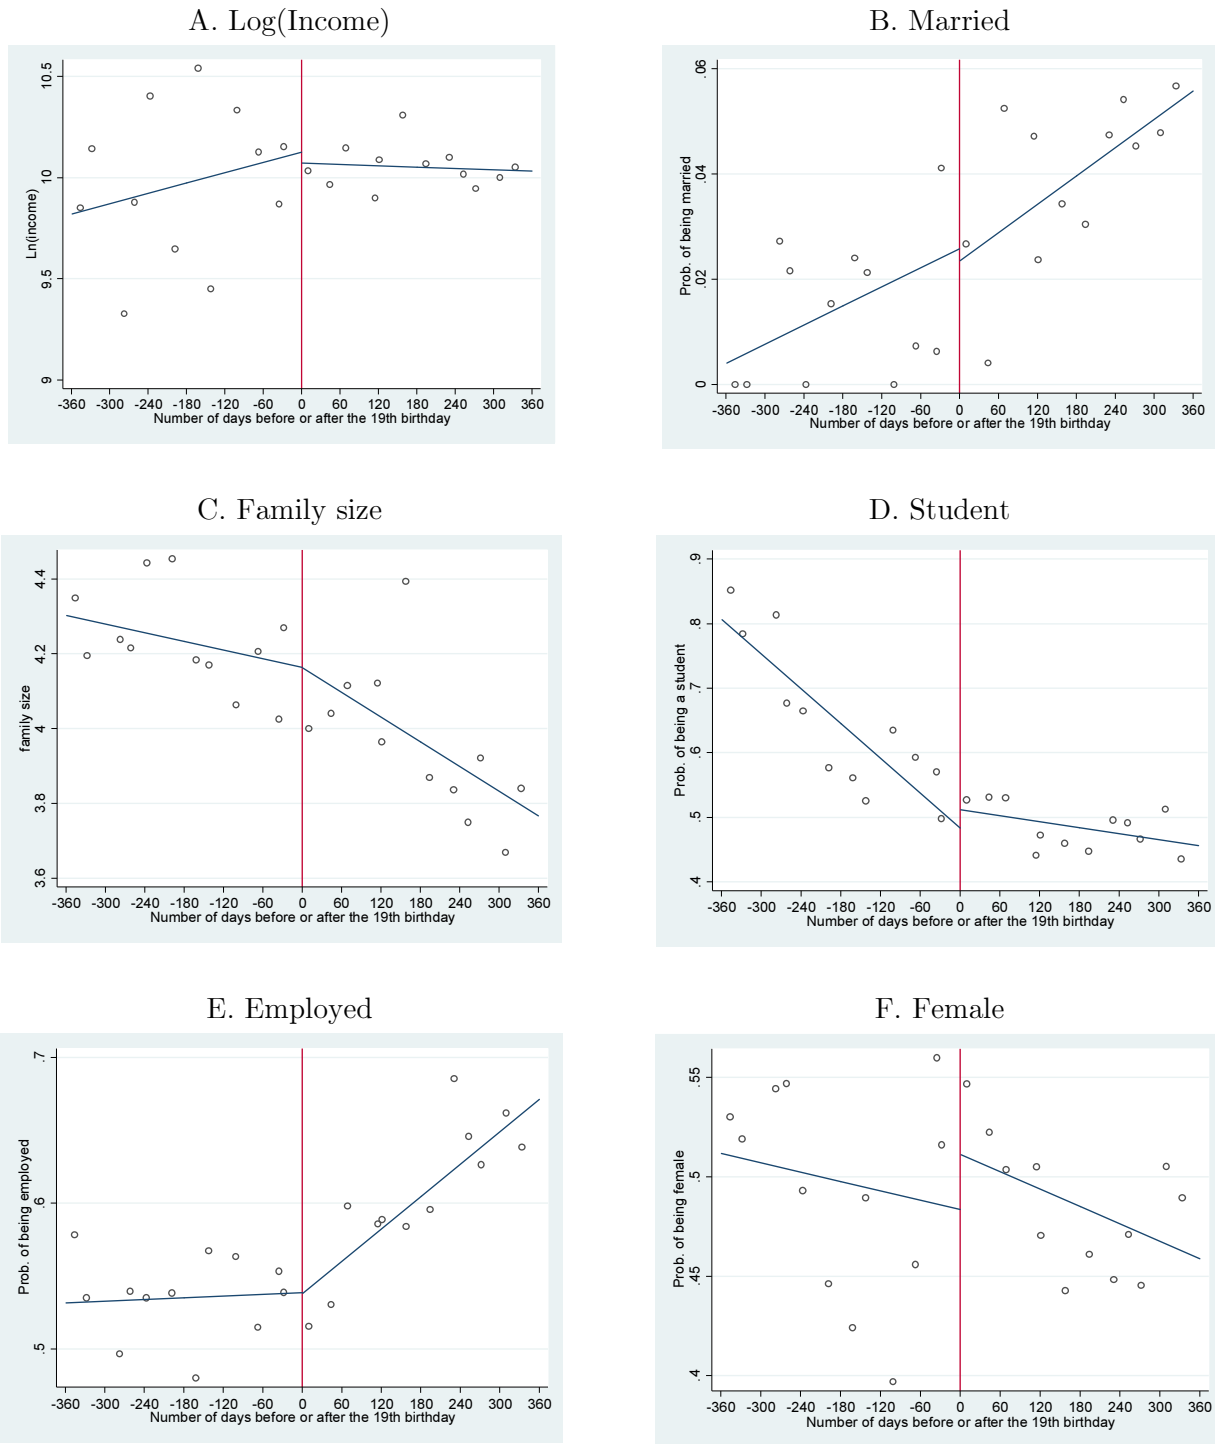 A. Log(Income)
Ln(income)
10.5
10
9.5
9
-360 -300 -240 -180 -120 -60 0 60 120 180 240 300 360
Number of days before or after the 19th birthday
B. Married
Prob. of being married
.06
.04
.02
0
-360 -300 -240 -180 -120 -60 0 60 120 180 240 300 360
Number of days before or after the 19th birthday
C. Family size
family size
4.4
4.2
4
3.8
3.6
-360 -300 -240 -180 -120 -60 0 60 120 180 240 300 360
Number of days before or after the 19th birthday
D. Student
Prob. of being a student
.9
.8
.7
.6
.5
.4
-360 -300 -240 -180 -120 -60 0 60 120 180 240 300 360
Number of days before or after the 19th birthday
E. Employed
Prob. of being employed
.7
.6
.5
-360 -300 -240 -180 -120 -60 0 60 120 180 240 300 360
Number of days before or after the 19th birthday
F. Female
Prob. of being female
.55
.5
.45
.4
-360 -300 -240 -180 -120 -60 0 60 120 180 240 300 360
Number of days before or after the 19th birthday